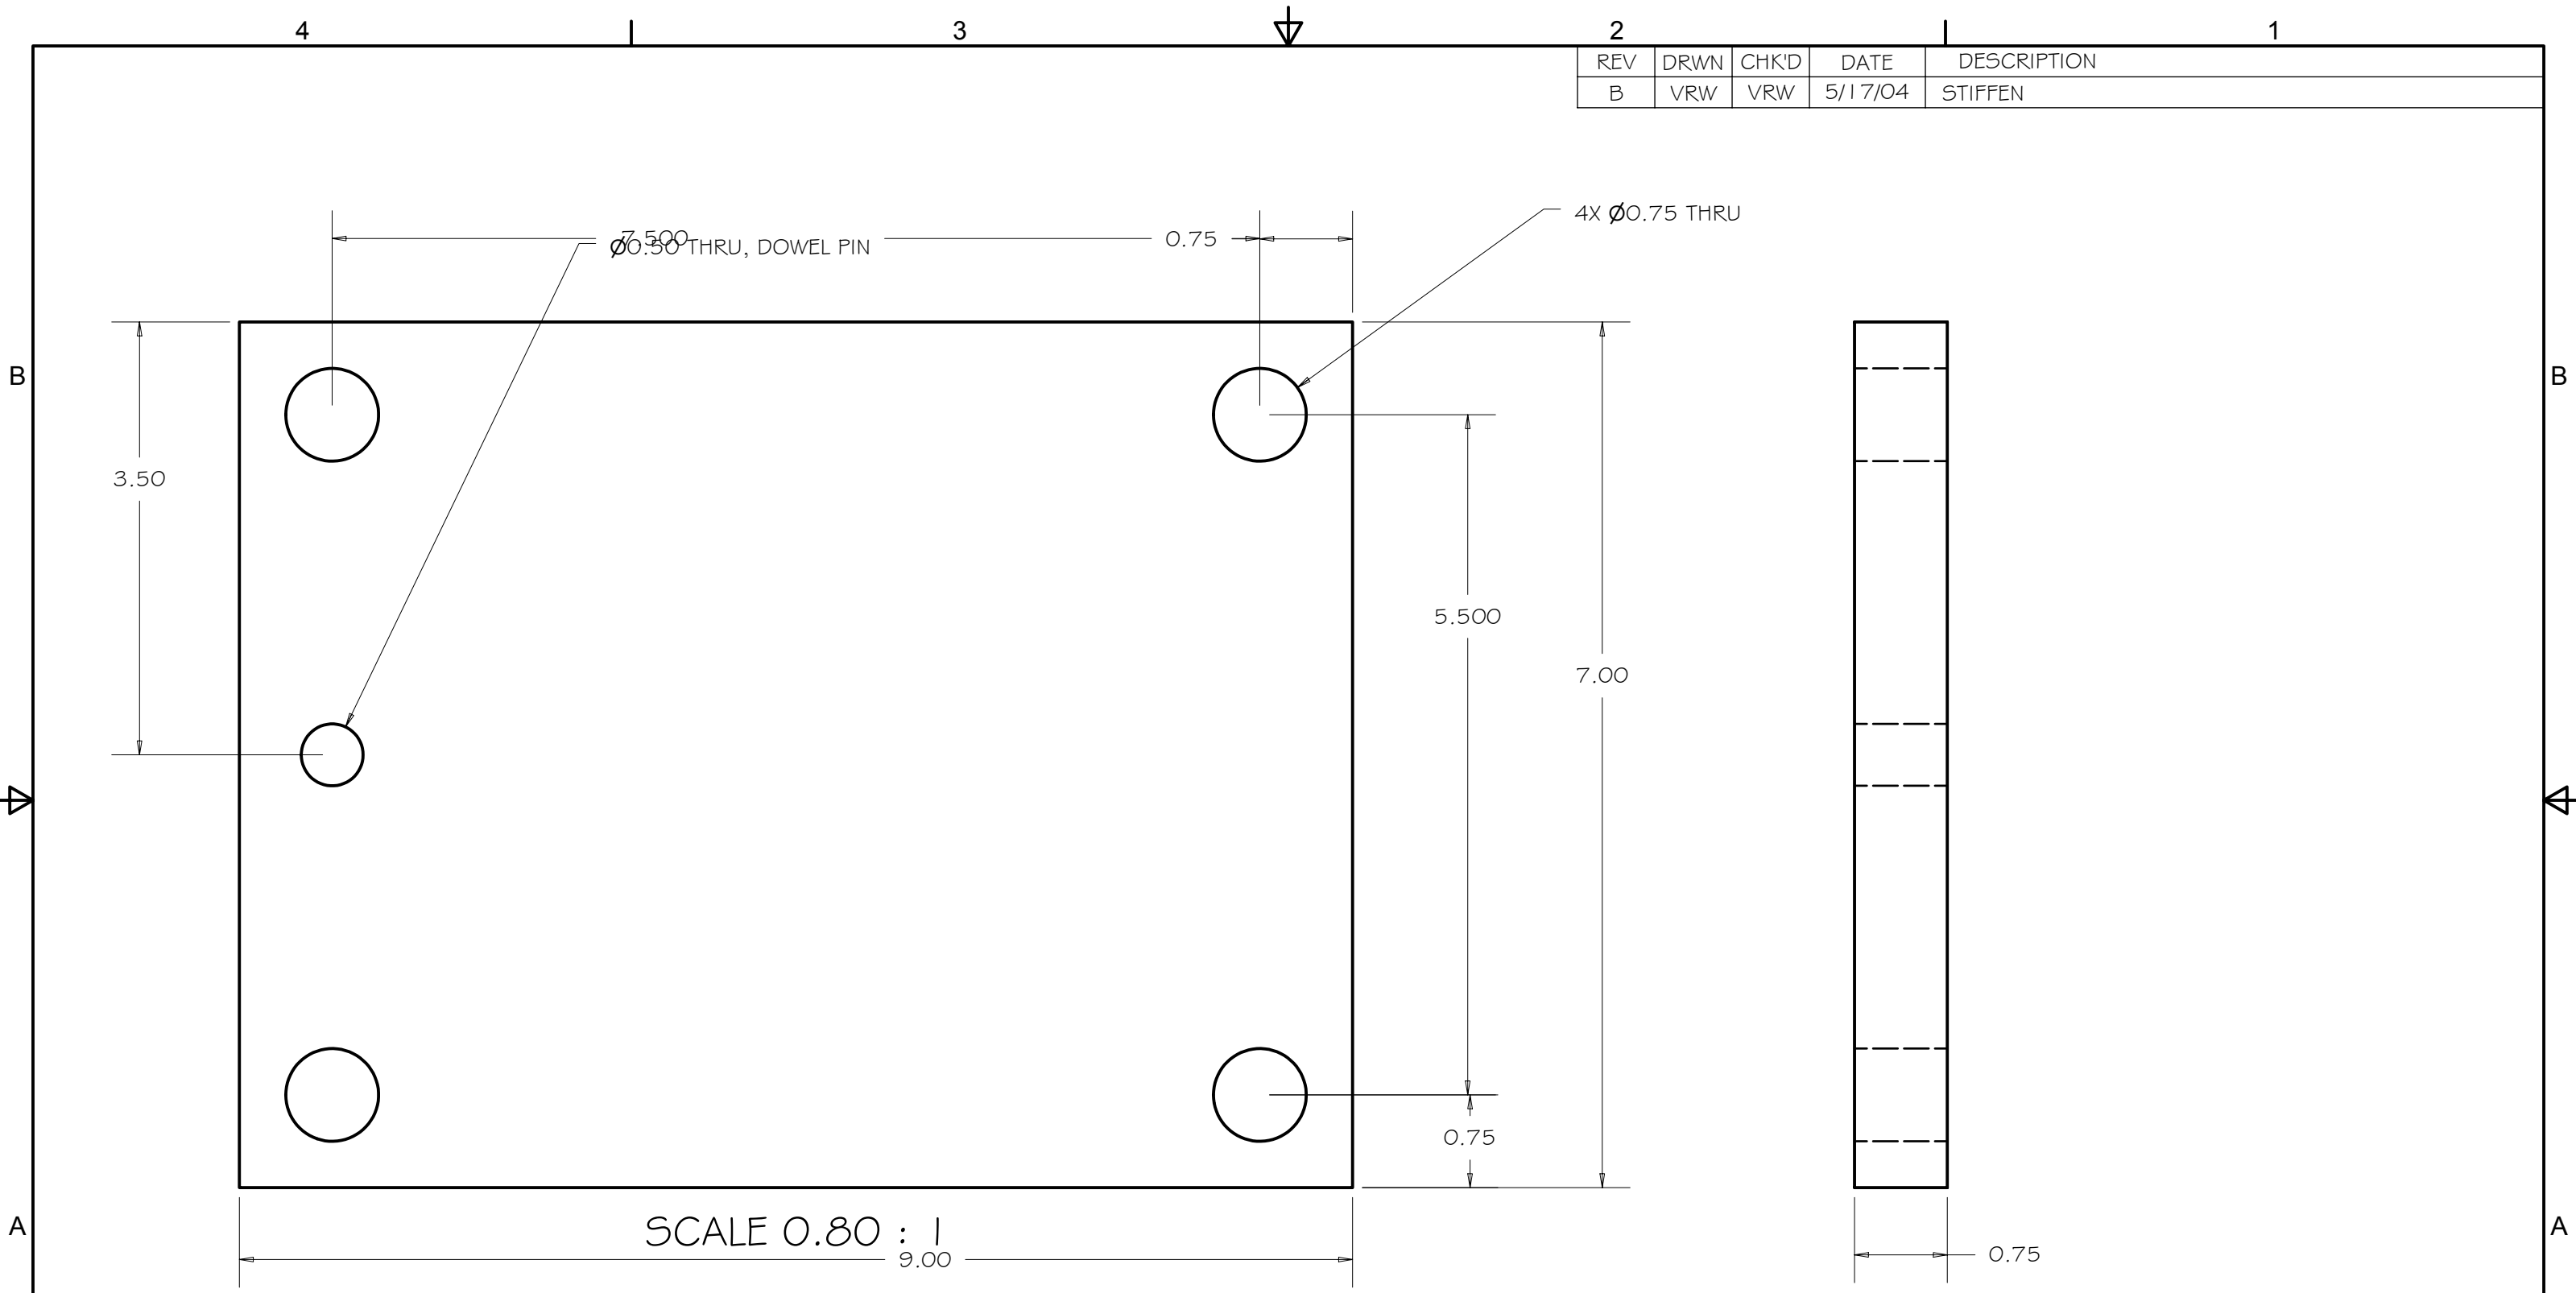 4 3 2 1
REV DRWN CHK'D DATE DESCRIPTION
B VRW VRW 5/17/04 STIFFEN
4X Ø0.75 THRU
7.500
0.75
Ø0.50 THRU, DOWEL PIN
B B
3.50
5.500
7.00
0.75
A A
SCALE 0.80 : 1
9.00
0.75